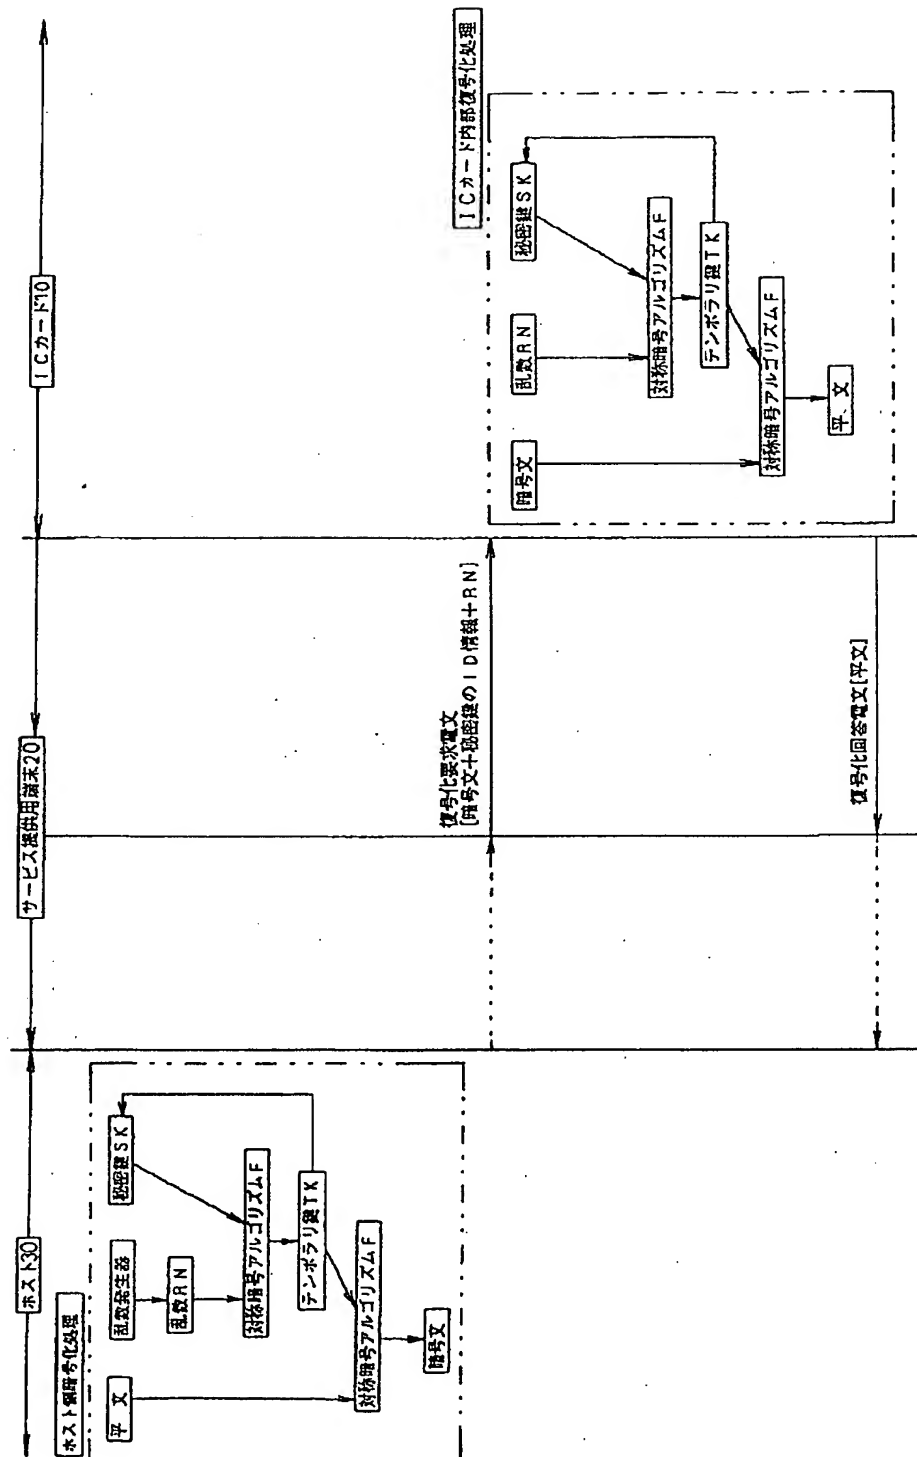 ホスト30
サービス提供用端末20
ICカード10
ホスト側暗号化処理
平 文
乱数発生器
秘密鍵SK
乱数RN
対称暗号アルゴリズムF
テンポラリ鍵TK
対称暗号アルゴリズムF
暗号文
復号化要求電文
[暗号文+秘密鍵のID情報+RN]
ICカード内部復号化処理
暗号文
乱数RN
秘密鍵SK
対称暗号アルゴリズムF
テンポラリ鍵TK
対称暗号アルゴリズムF
平、文
復号化回答電文[平文]